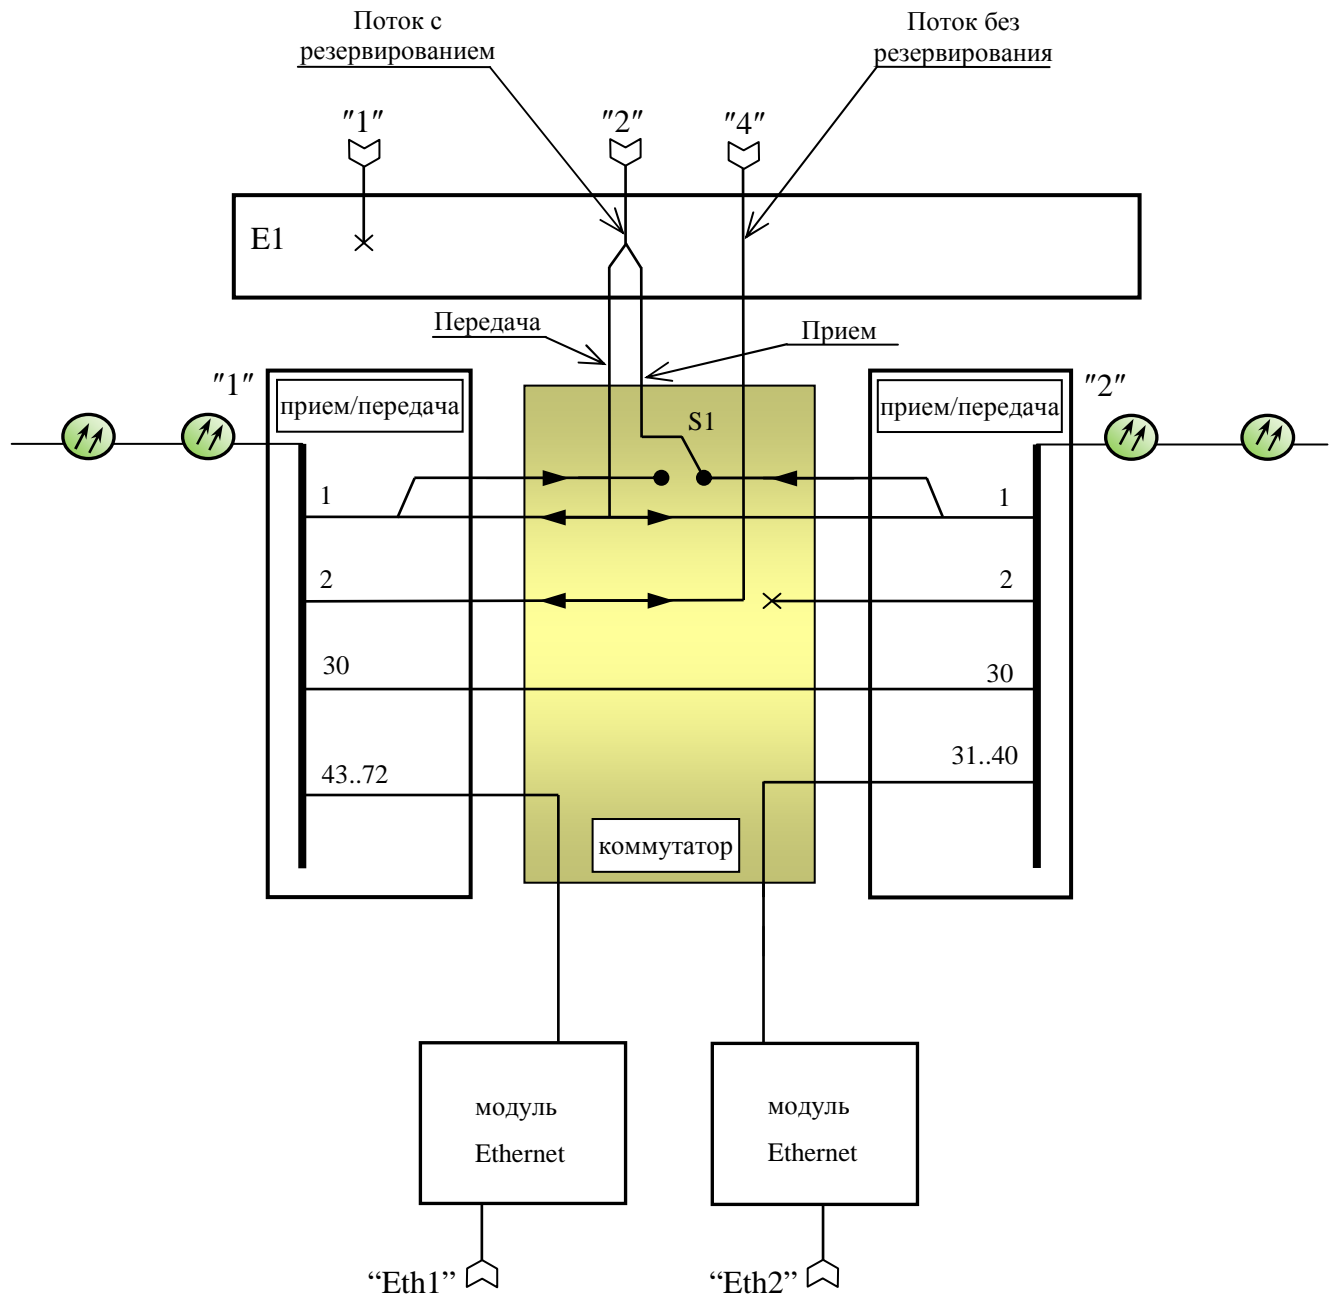 Поток с
резервированием
Поток без
резервирования
"1"
"2"
"4"
E1
Передача
Прием
"1"
прием/передача
прием/передача
"2"
S1
1
1
2
2
30
30
43..72
31..40
коммутатор
модуль
Ethernet
модуль
Ethernet
“Eth1”
“Eth2”